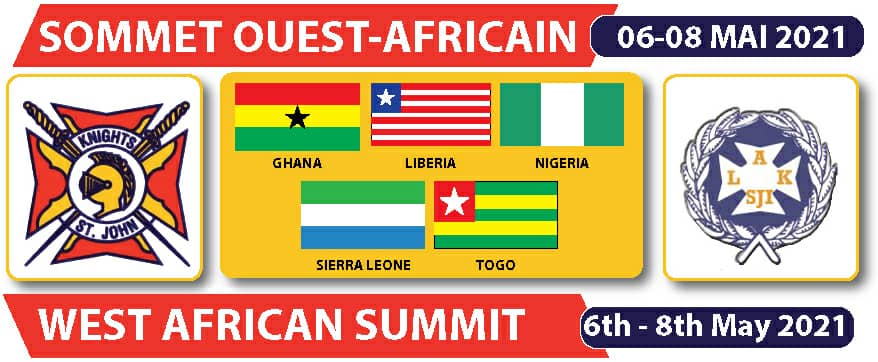 SOMMET OUEST-AFRICAIN
06-08 MAI 2021
KNIGHTS
ST. JOHN
GHANA
LIBERIA
NIGERIA
SIERRA LEONE
TOGO
A
L K
SJI
WEST AFRICAN SUMMIT
6th - 8th May 2021